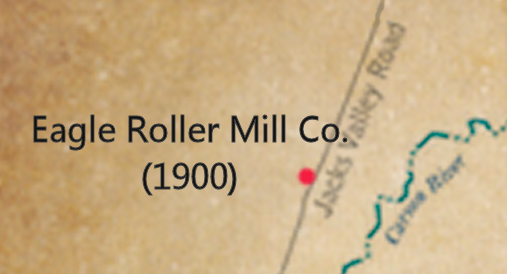 Eagle Roller Mill Co.
(1900)
Jacks Valley Road
Carson River